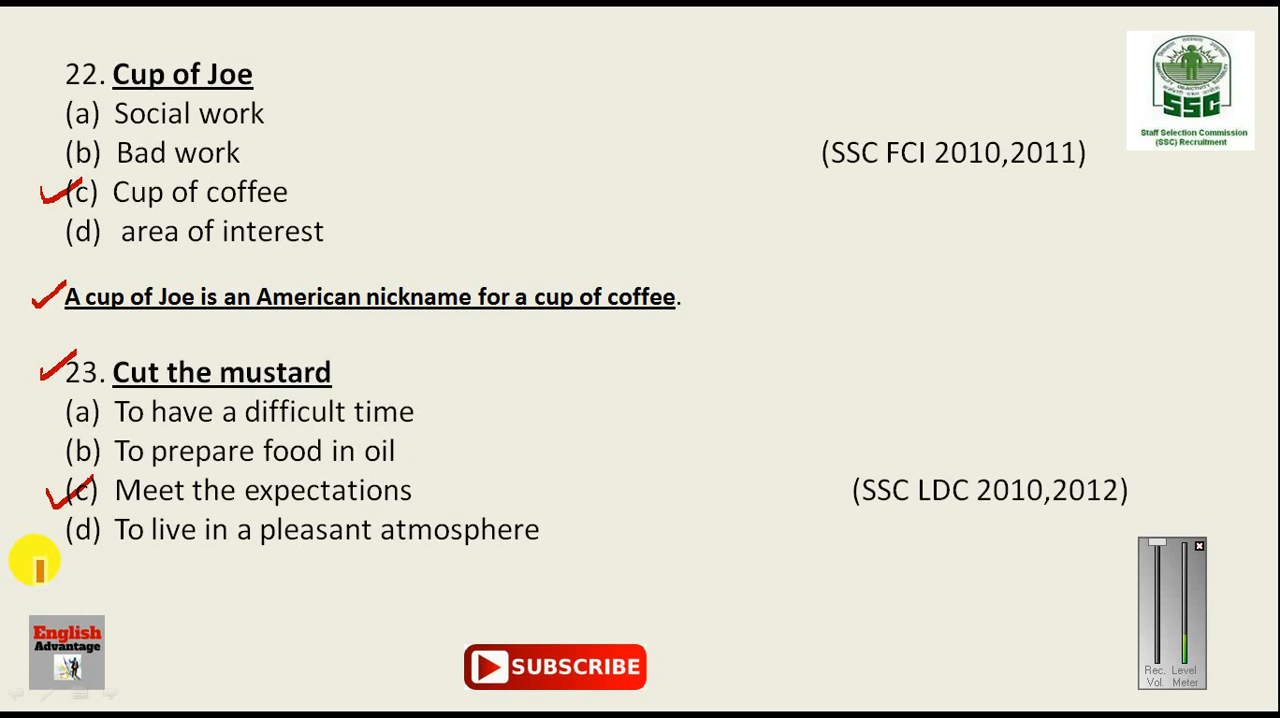 22. Cup of Joe
(a) Social work
(b) Bad work
(SSC FCI 2010,2011)
(c) Cup of coffee
(d) area of interest
SSC
Staff Selection Commission
(SSC) Recruitment
A cup of Joe is an American nickname for a cup of coffee.
23. Cut the mustard
(a) To have a difficult time
(b) To prepare food in oil
(c) Meet the expectations
(SSC LDC 2010,2012)
(d) To live in a pleasant atmosphere
English
Advantage
SUBSCRIBE
Rec. Level
Vol. Meter